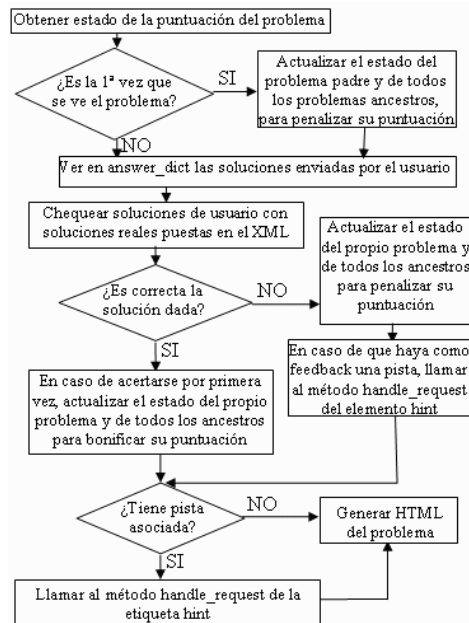 Obtener estado de la puntuación del problema
¿Es la 1ª vez que
se ve el problema?
SI
Actualizar el estado del
problema padre y de todos
los problemas ancestros,
para penalizar su puntuación
NO
Ver en answer_dict las soluciones enviadas por el usuario
Chequear soluciones de usuario con
soluciones reales puestas en el XML
Actualizar el estado
del propio problema y
de todos los ancestros
para penalizar su
puntuación
¿Es correcta la
solución dada?
NO
SI
En caso de que haya como
feedback una pista, llamar
al método handle_request
del elemento hint
En caso de acertarse por primera
vez, actualizar el estado del propio
problema y de todos los ancestros
para bonificar su puntuación
¿Tiene pista
asociada?
NO
Generar HTML
del problema
SI
Llamar al método handle_request de la
etiqueta hint